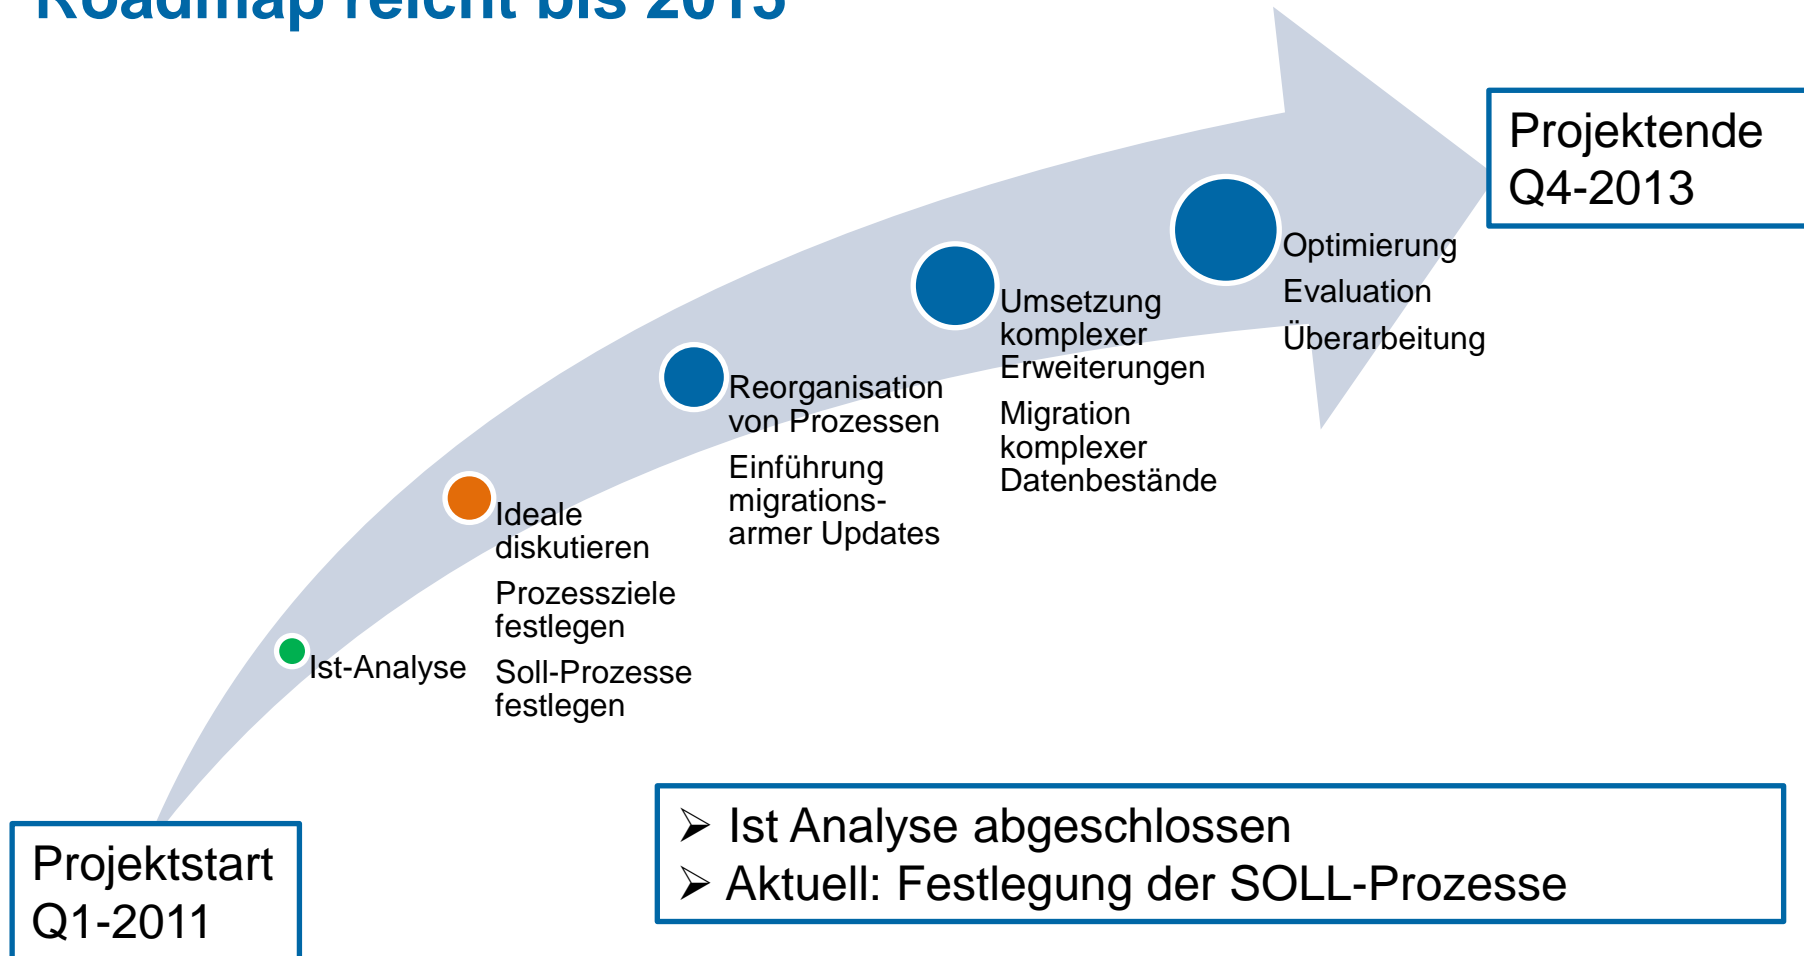 Roadmap reicht bis 2013
Projektende
Q4-2013
Optimierung
Evaluation
Überarbeitung
Umsetzung
komplexer
Erweiterungen
Migration
komplexer
Datenbestände
Reorganisation
von Prozessen
Einführung
migrations-
armer Updates
Ideale
diskutieren
Prozessziele
festlegen
Soll-Prozesse
festlegen
Ist-Analyse
Projektstart
Q1-2011
➢ Ist Analyse abgeschlossen
➢ Aktuell: Festlegung der SOLL-Prozesse